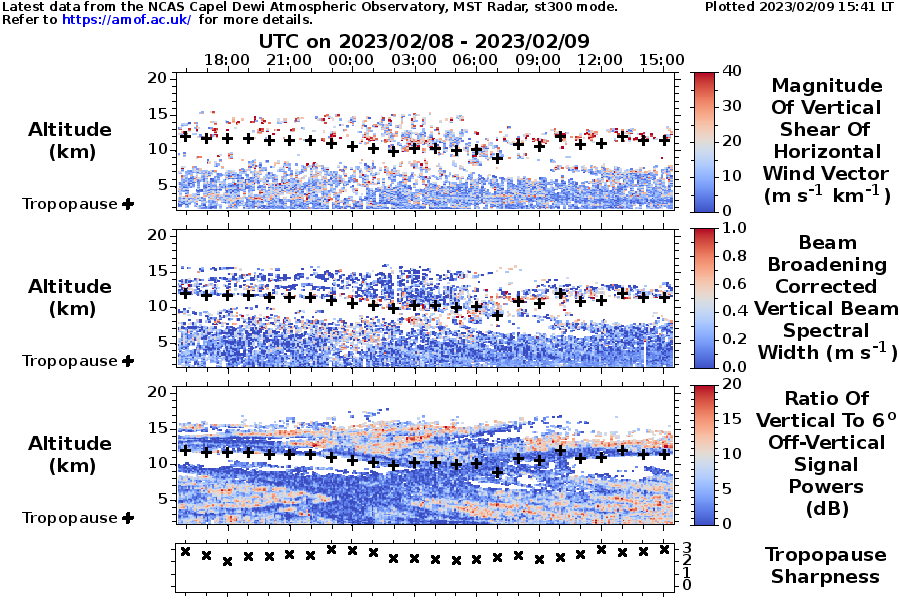 Latest data from the NCAS Capel Dewi Atmospheric Observatory, MST Radar, st300 mode.
Plotted 2023/02/09 15:41 LT
Refer to https://amof.ac.uk/ for more details.
UTC on 2023/02/08 - 2023/02/09
18:00 21:00 00:00 03:00 06:00 09:00 12:00 15:00
Altitude
(km)
Tropopause
20
15
10
5
40
30
20
10
0
Magnitude
Of Vertical
Shear Of
Horizontal
Wind Vector
(m s-1 km-1)
Altitude
(km)
Tropopause
20
15
10
5
1.0
0.8
0.6
0.4
0.2
0.0
Beam
Broadening
Corrected
Vertical Beam
Spectral
Width (m s-1)
Altitude
(km)
Tropopause
20
15
10
5
20
15
10
5
0
Ratio Of
Vertical To 6o
Off-Vertical
Signal
Powers
(dB)
3
2
1
0
Tropopause
Sharpness